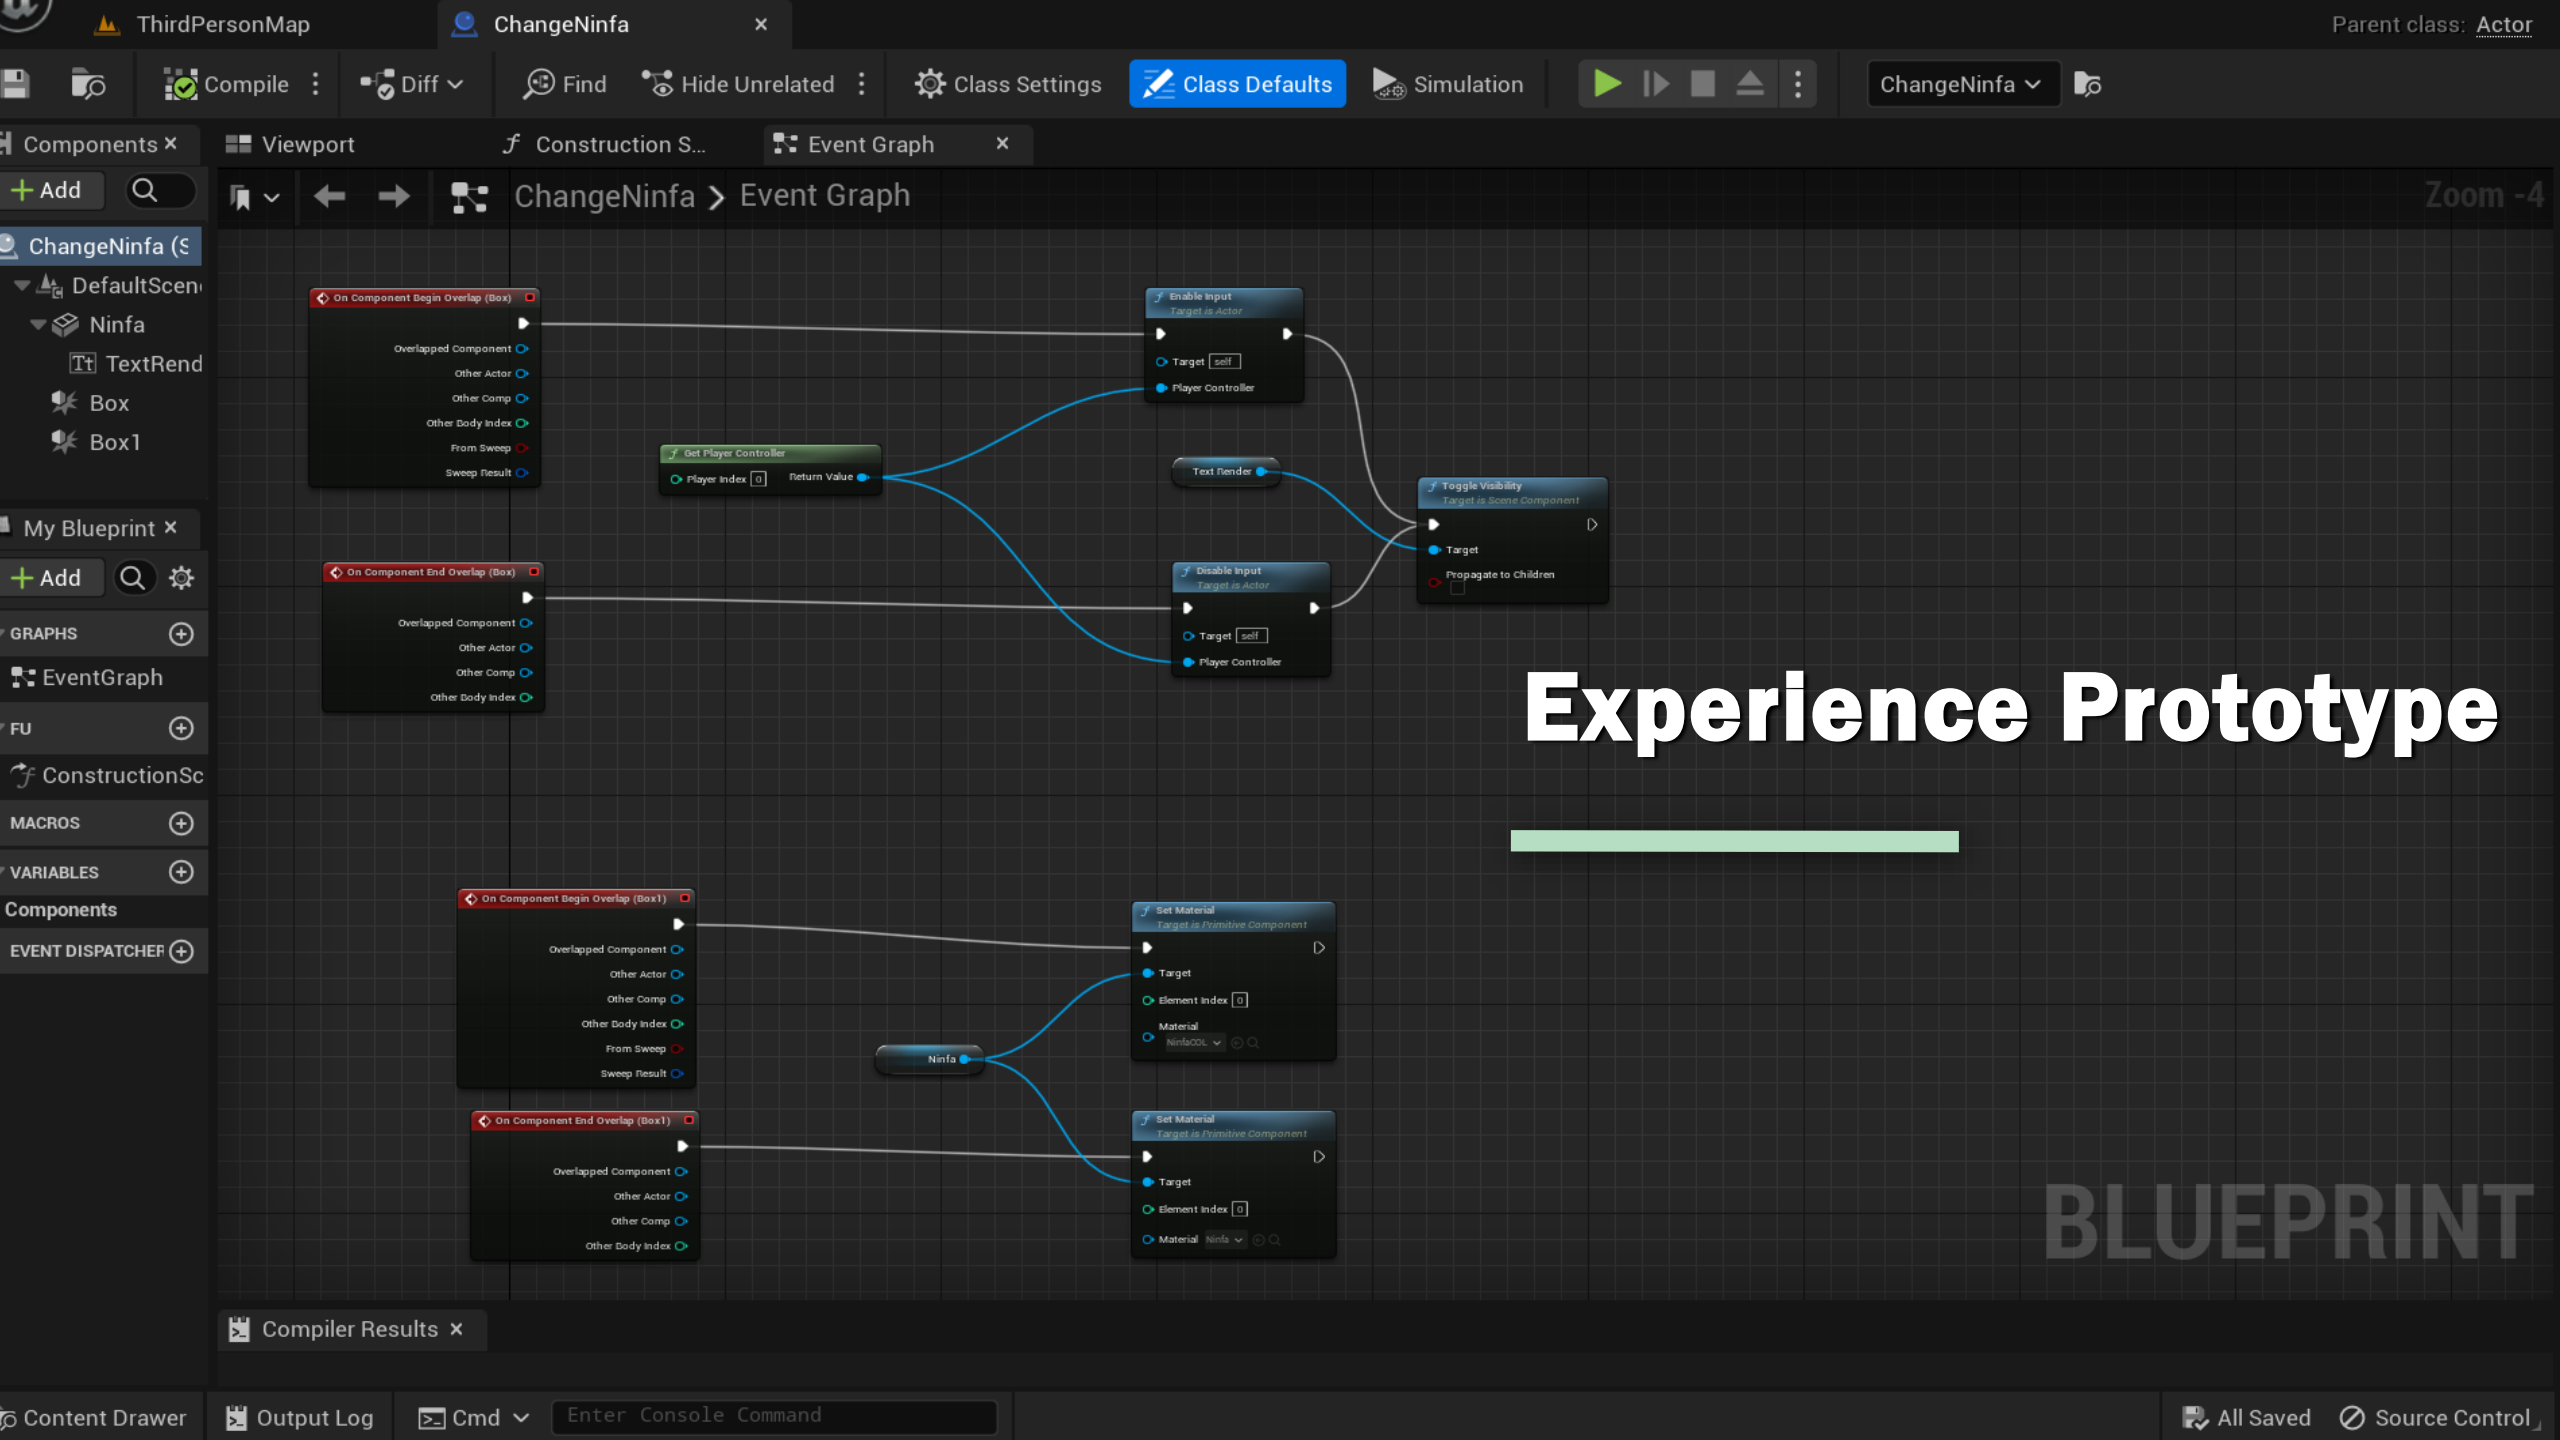 ThirdPersonMap
ChangeNinfa
Parent class: Actor
Compile
Diff
Find
Hide Unrelated
Class Settings
Class Defaults
Simulation
ChangeNinfa
Components
Viewport
Construction S...
Event Graph
Add
ChangeNinfa > Event Graph
Zoom -4
ChangeNinfa (S
DefaultScen
Ninfa
TextRend
Box
Box1
My Blueprint
Add
GRAPHS
EventGraph
FU
ConstructionSc
MACROS
VARIABLES
Components
EVENT DISPATCHER
On Component Begin Overlap (Box)
Overlapped Component
Other Actor
Other Comp
Other Body Index
From Sweep
Sweep Result
Get Player Controller
Player Index 0
Return Value
Enable Input
Target is Actor
Target self
Player Controller
Text Render
Toggle Visibility
Target is Scene Component
Target
Propagate to Children
On Component End Overlap (Box)
Overlapped Component
Other Actor
Other Comp
Other Body Index
Disable Input
Target is Actor
Target self
Player Controller
Experience Prototype
On Component Begin Overlap (Box1)
Overlapped Component
Other Actor
Other Comp
Other Body Index
From Sweep
Sweep Result
Set Material
Target is Primitive Component
Target
Element Index 0
Material
NinfaCOL
Ninfa
On Component End Overlap (Box1)
Overlapped Component
Other Actor
Other Comp
Other Body Index
Set Material
Target is Primitive Component
Target
Element Index 0
Material Ninfa
BLUEPRINT
Compiler Results
Content Drawer
Output Log
Cmd
Enter Console Command
All Saved
Source Control